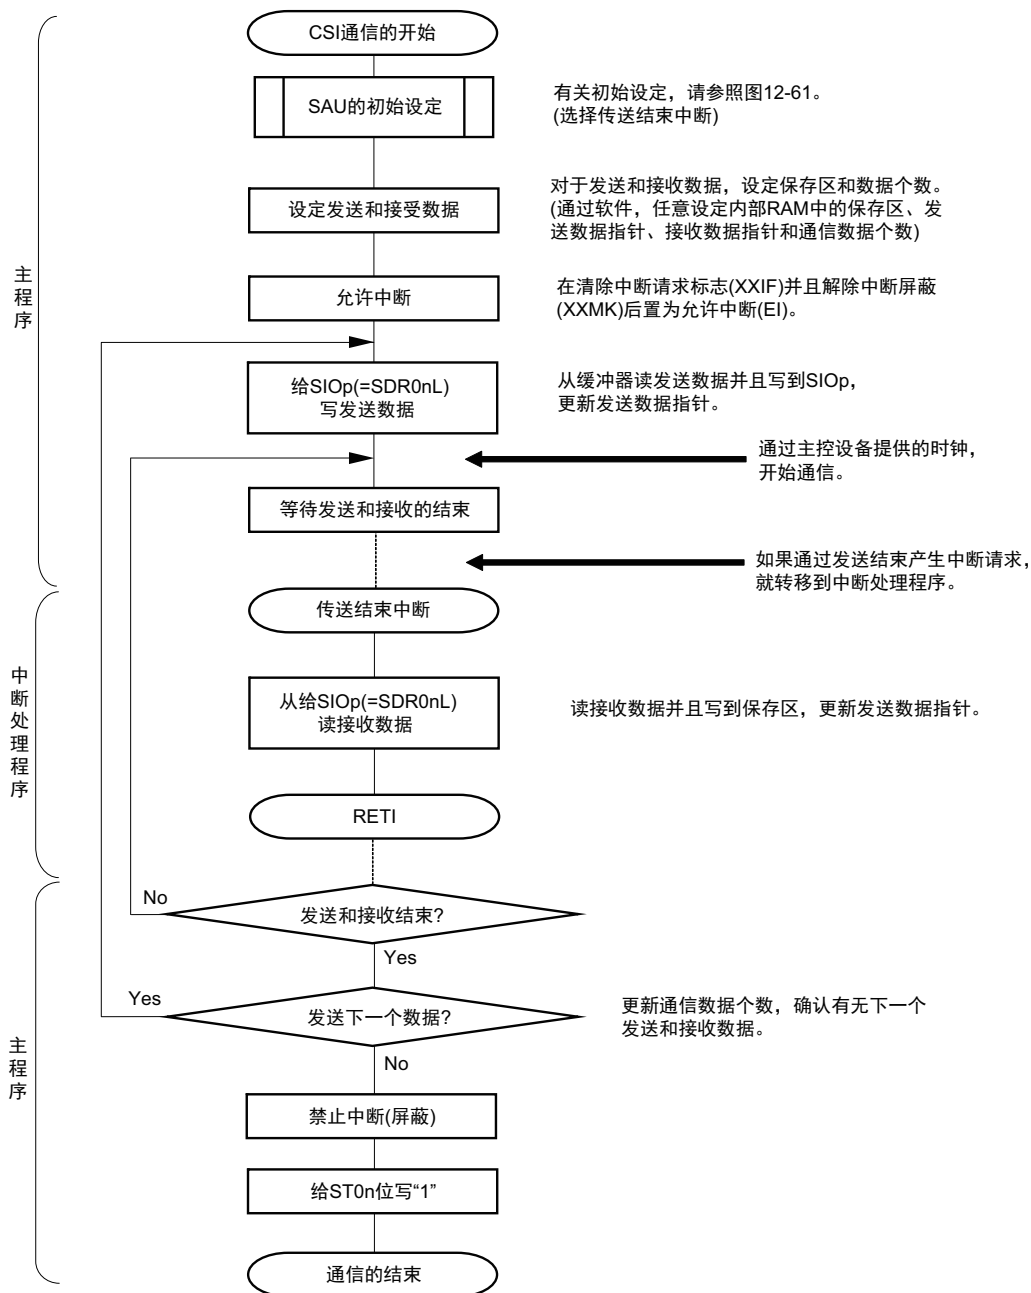 CSI通信的开始
SAU的初始设定
有关初始设定，请参照图12-61。
(选择传送结束中断)
设定发送和接受数据
对于发送和接收数据，设定保存区和数据个数。
(通过软件，任意设定内部RAM中的保存区、发
送数据指针、接收数据指针和通信数据个数)
主程序
允许中断
在清除中断请求标志(XXIF)并且解除中断屏蔽
(XXMK)后置为允许中断(EI)。
给SIOp(=SDR0nL)
写发送数据
从缓冲器读发送数据并且写到SIOp，
更新发送数据指针。
通过主控设备提供的时钟，
开始通信。
等待发送和接收的结束
如果通过发送结束产生中断请求，
就转移到中断处理程序。
传送结束中断
中断处理程序
从给SIOp(=SDR0nL)
读接收数据
读接收数据并且写到保存区，更新发送数据指针。
RETI
No
发送和接收结束?
Yes
Yes
发送下一个数据?
更新通信数据个数，确认有无下一个
发送和接收数据。
No
主程序
禁止中断(屏蔽)
给ST0n位写“1”
通信的结束